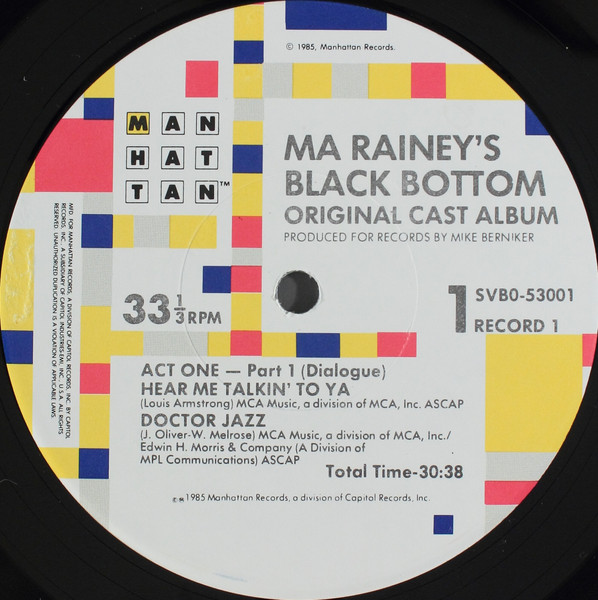 © 1985, Manhattan Records.
MAN
HAT
TAN™
MA RAINEY'S
BLACK BOTTOM
ORIGINAL CAST ALBUM
PRODUCED FOR RECORDS BY MIKE BERNIKER
MFD. FOR MANHATTAN RECORDS, A DIVISION OF CAPITOL RECORDS, INC. BY CAPITOL
RECORDS, INC., A SUBSIDIARY OF CAPITOL INDUSTRIES-EMI, INC., U.S.A. ALL RIGHTS
RESERVED. UNAUTHORIZED DUPLICATION IS A VIOLATION OF APPLICABLE LAWS.
33 1/3 RPM
1 SVB0-53001
RECORD 1
ACT ONE — Part 1 (Dialogue)
HEAR ME TALKIN' TO YA
(Louis Armstrong) MCA Music, a division of MCA, Inc. ASCAP
DOCTOR JAZZ
(J. Oliver-W. Melrose) MCA Music, a division of MCA, Inc./
Edwin H. Morris & Company (A Division of
MPL Communications) ASCAP
Total Time-30:38
©℗ 1985 Manhattan Records, a division of Capitol Records, Inc.